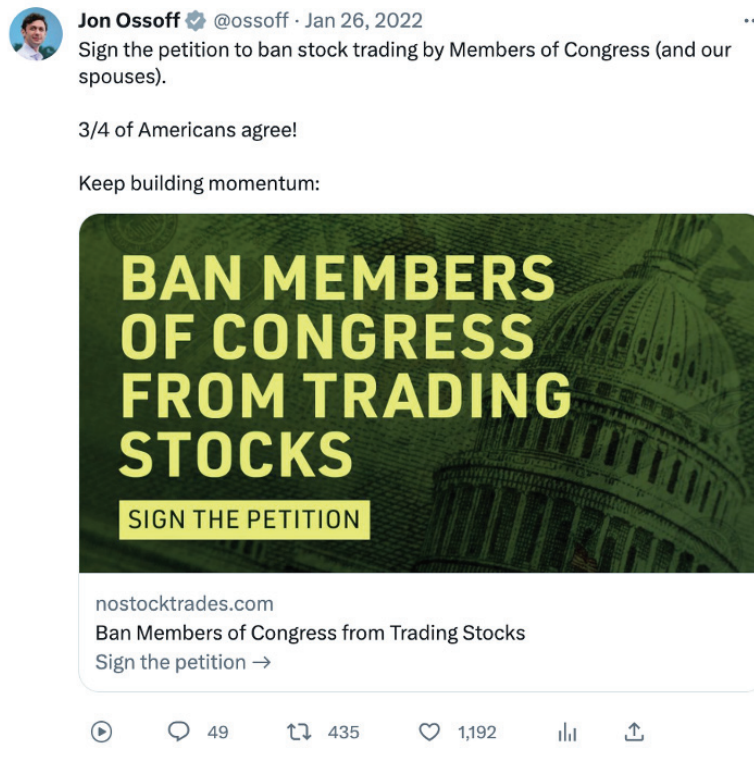 Jon Ossoff @ossoff · Jan 26, 2022
Sign the petition to ban stock trading by Members of Congress (and our
spouses).
3/4 of Americans agree!
Keep building momentum:
BAN MEMBERS
OF CONGRESS
FROM TRADING
STOCKS
SIGN THE PETITION
nostocktrades.com
Ban Members of Congress from Trading Stocks
Sign the petition →
49 435 1,192